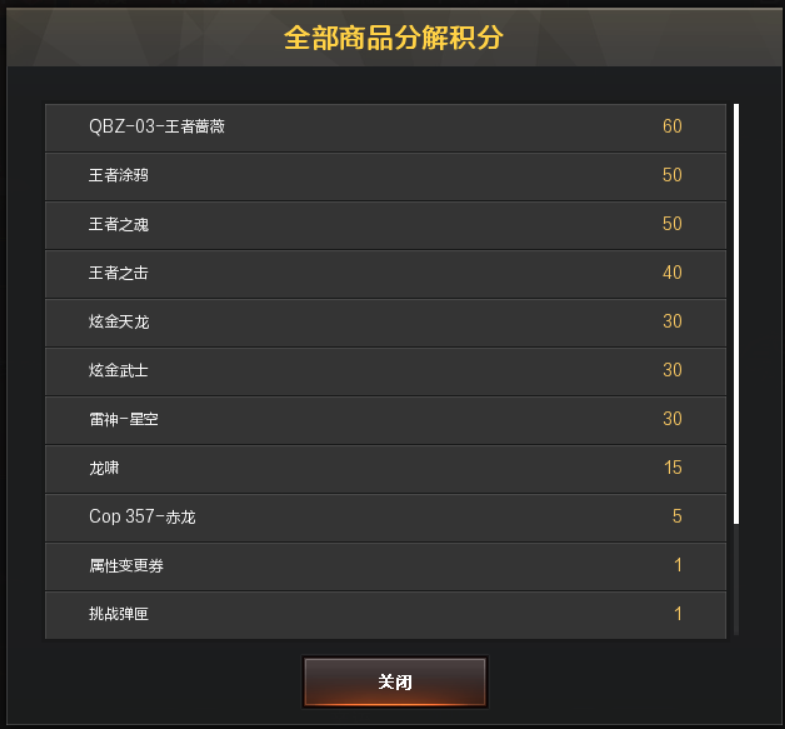 全部商品分解积分
QBZ-03-王者蔷薇 60
王者涂鸦 50
王者之魂 50
王者之击 40
炫金天龙 30
炫金武士 30
雷神-星空 30
龙啸 15
Cop 357-赤龙 5
属性变更券 1
挑战弹匣 1
关闭